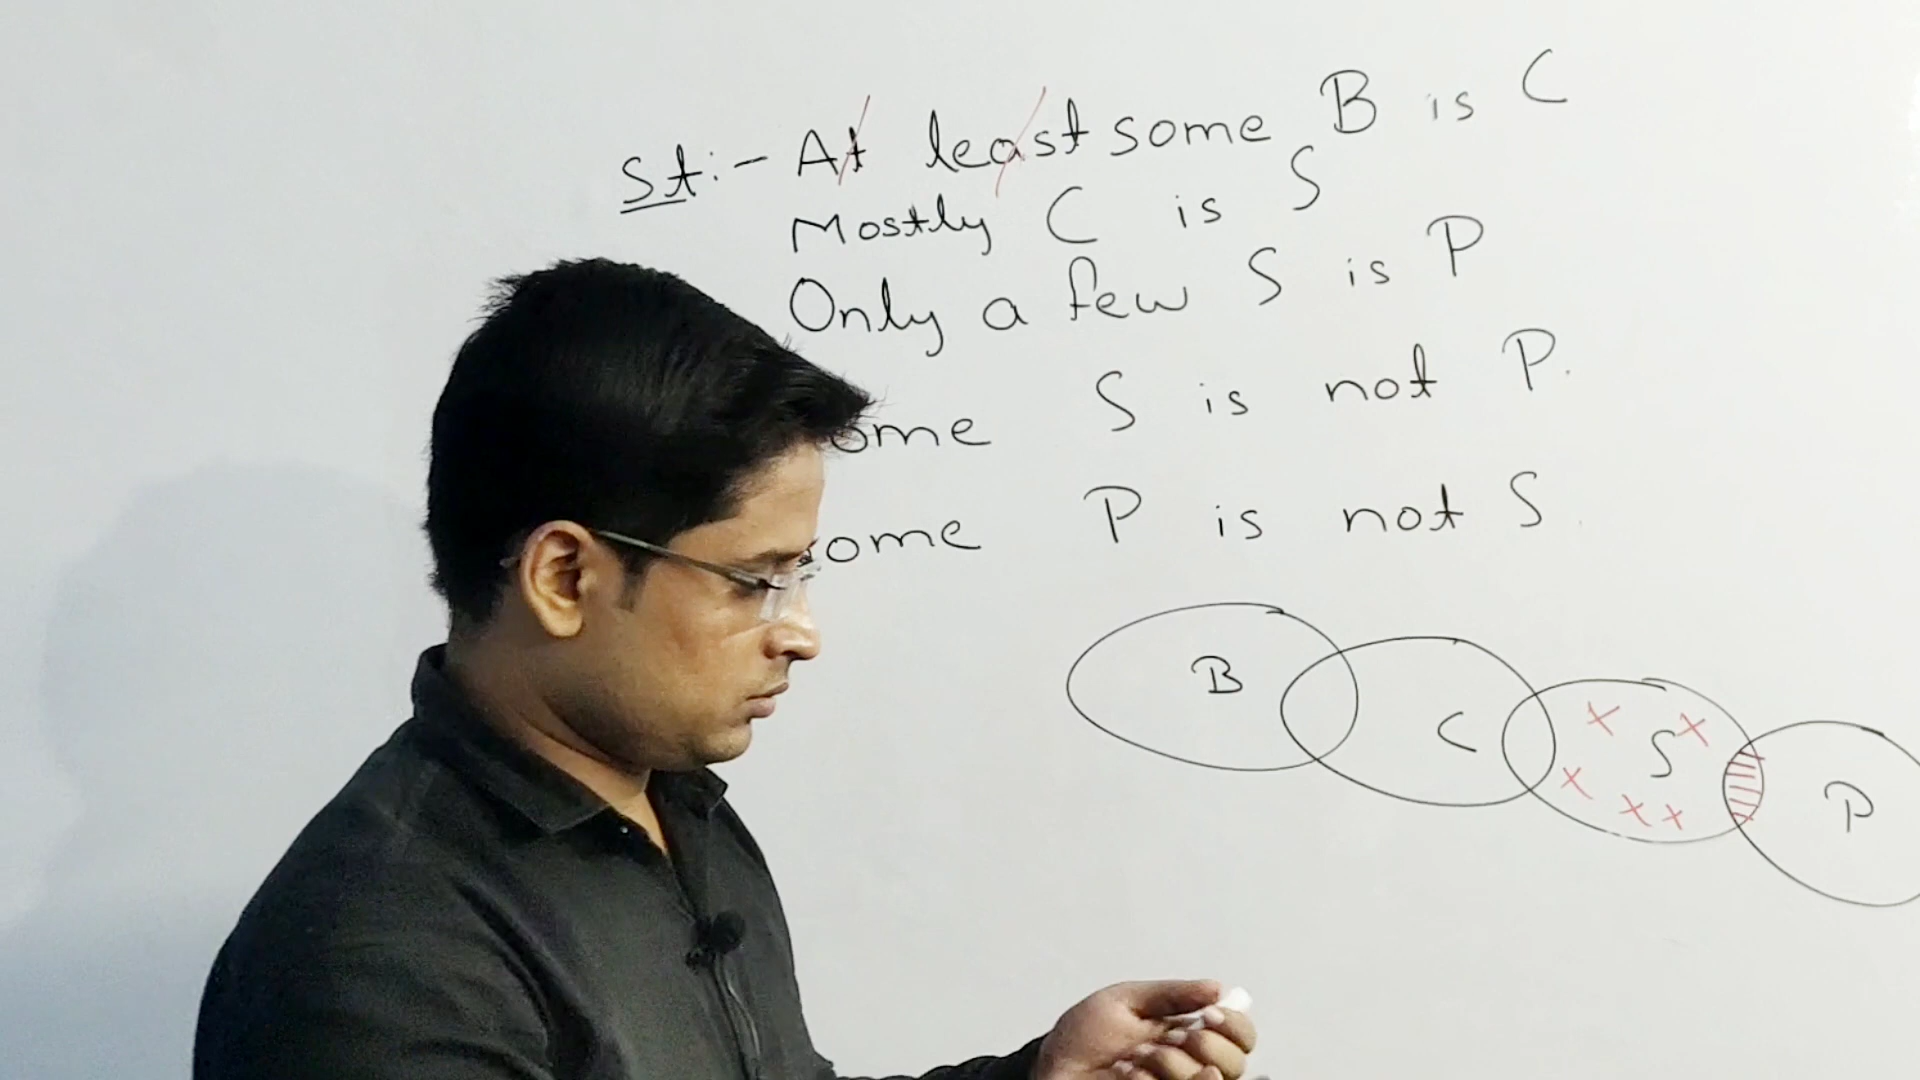 St:- At least some B is C
Mostly C is S
Only a few S is P
ome S is not P.
ome P is not S.
B
C
S
P